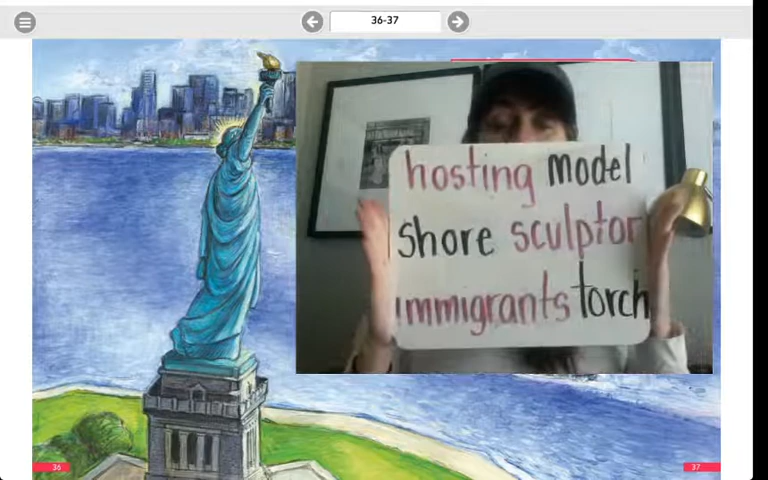 36-37
hosting model
shore sculptor
immigrants torch
36
37